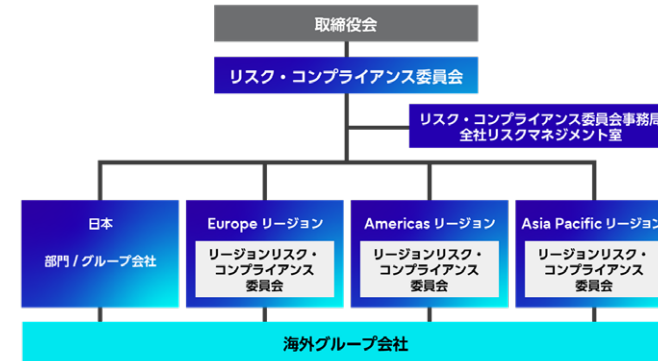 取締役会
リスク・コンプライアンス委員会
リスク・コンプライアンス委員会事務局
全社リスクマネジメント室
日本
部門 / グループ会社
Europe リージョン
リージョンリスク・
コンプライアンス
委員会
Americas リージョン
リージョンリスク・
コンプライアンス
委員会
Asia Pacific リージョン
リージョンリスク・
コンプライアンス
委員会
海外グループ会社